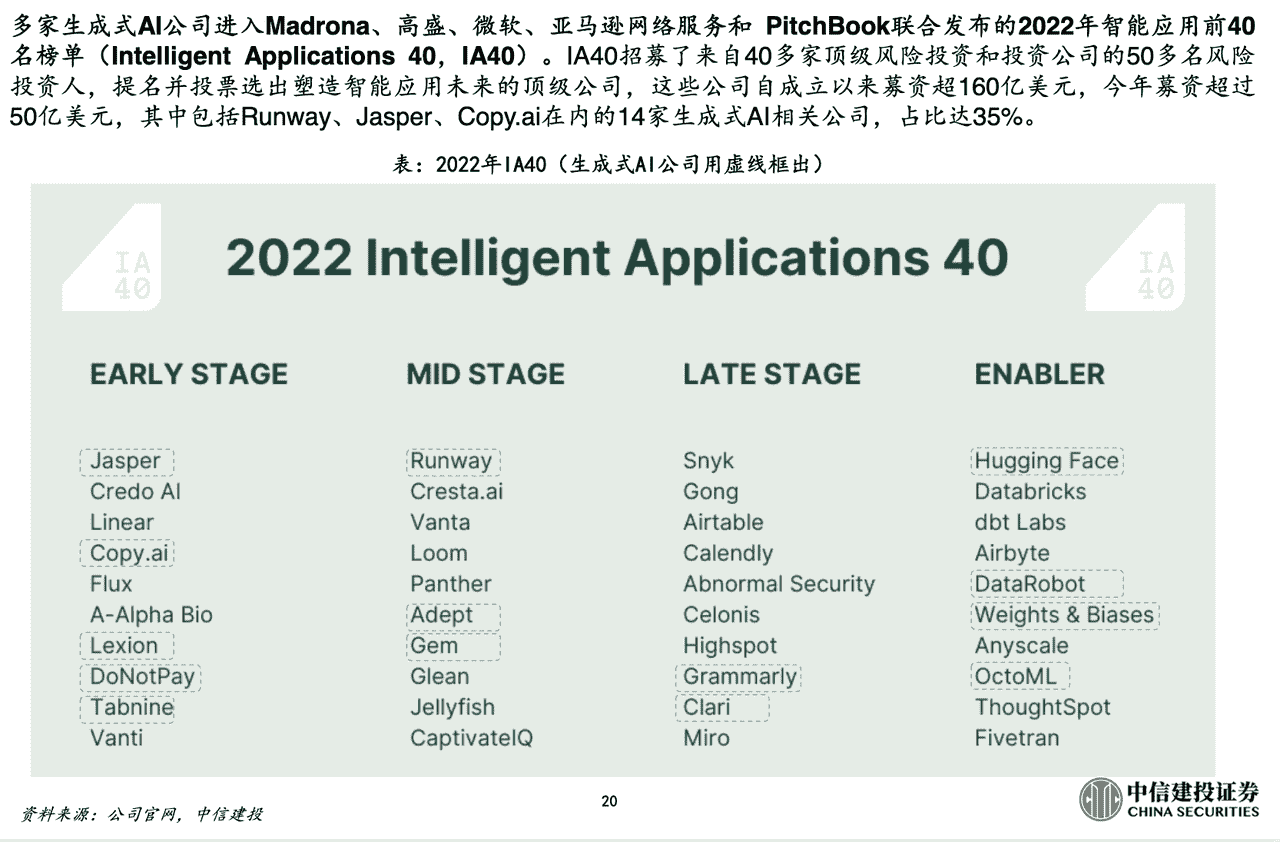 多家生成式AI公司进入Madrona、高盛、微软、亚马逊网络服务和 PitchBook联合发布的2022年智能应用前40
名榜单（Intelligent Applications 40，IA40）。IA40招募了来自40多家顶级风险投资和投资公司的50多名风险
投资人，提名并投票选出塑造智能应用未来的顶级公司，这些公司自成立以来募资超160亿美元，今年募资超过
50亿美元，其中包括Runway、Jasper、Copy.ai在内的14家生成式AI相关公司，占比达35%。
表：2022年IA40（生成式AI公司用虚线框出）
IA
40
2022 Intelligent Applications 40
IA
40
EARLY STAGE
Jasper
Credo AI
Linear
Copy.ai
Flux
A-Alpha Bio
Lexion
DoNotPay
Tabnine
Vanti
MID STAGE
Runway
Cresta.ai
Vanta
Loom
Panther
Adept
Gem
Glean
Jellyfish
CaptivateIQ
LATE STAGE
Snyk
Gong
Airtable
Calendly
Abnormal Security
Celonis
Highspot
Grammarly
Clari
Miro
ENABLER
Hugging Face
Databricks
dbt Labs
Airbyte
DataRobot
Weights & Biases
Anyscale
OctoML
ThoughtSpot
Fivetran
资料来源：公司官网，中信建投
20
中信建投证券
CHINA SECURITIES